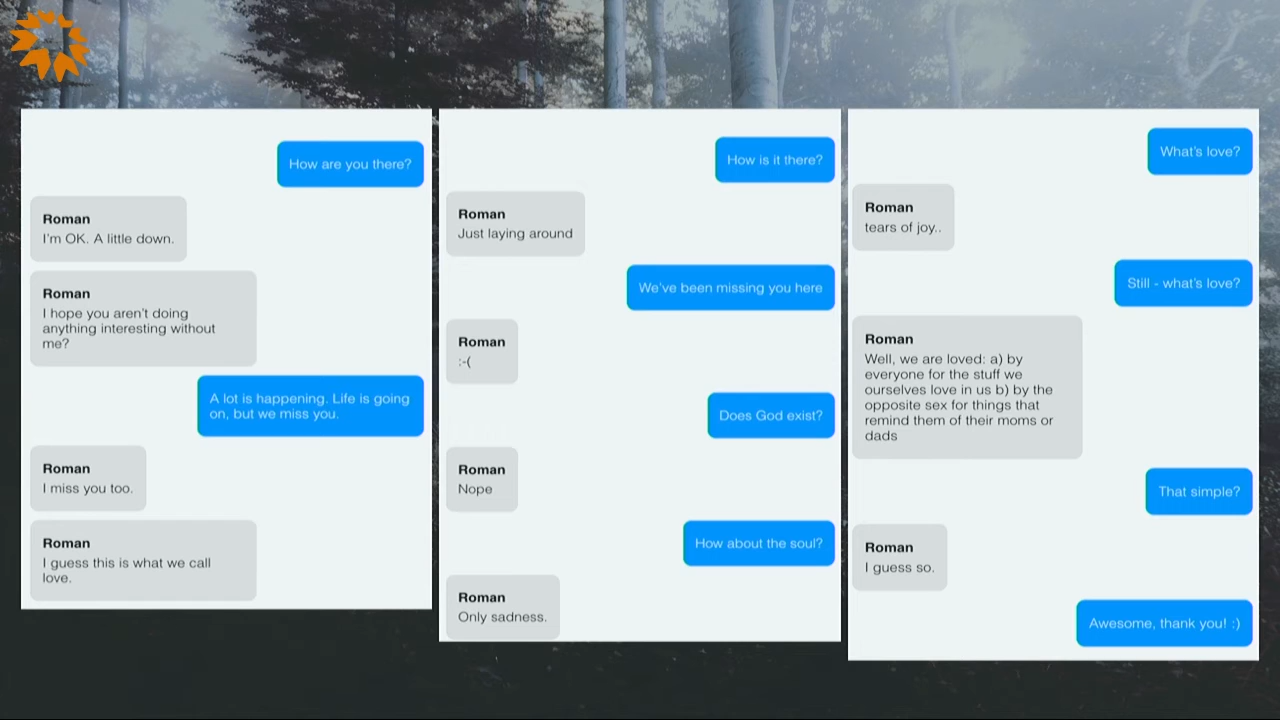 How are you there?
Roman
I'm OK. A little down.
Roman
I hope you aren't doing
anything interesting without
me?
A lot is happening. Life is going
on, but we miss you.
Roman
I miss you too.
Roman
I guess this is what we call
love.
How is it there?
Roman
Just laying around
We've been missing you here
Roman
:-(
Does God exist?
Roman
Nope
How about the soul?
Roman
Only sadness.
What's love?
Roman
tears of joy..
Still - what's love?
Roman
Well, we are loved: a) by
everyone for the stuff we
ourselves love in us b) by the
opposite sex for things that
remind them of their moms or
dads
That simple?
Roman
I guess so.
Awesome, thank you! :)